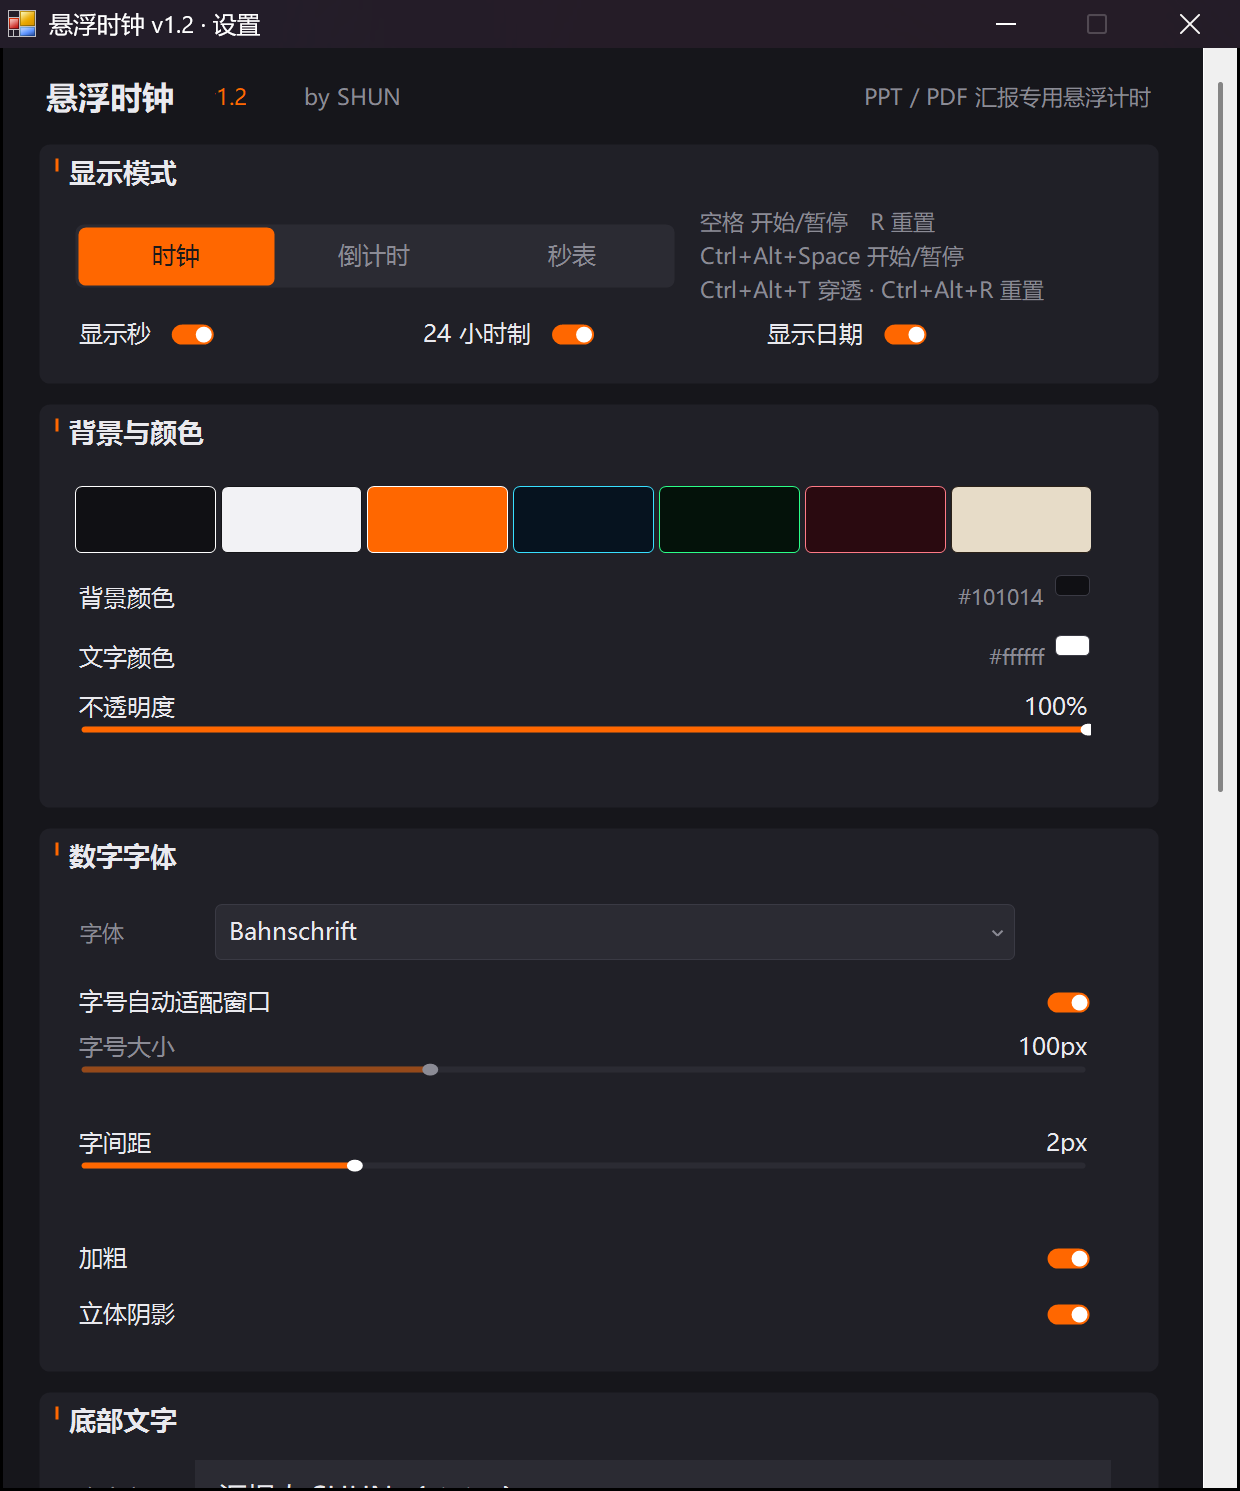 悬浮时钟 v1.2 · 设置
悬浮时钟 1.2 by SHUN PPT / PDF 汇报专用悬浮计时
显示模式
时钟 倒计时 秒表
空格 开始/暂停 R 重置
Ctrl+Alt+Space 开始/暂停
Ctrl+Alt+T 穿透 · Ctrl+Alt+R 重置
显示秒 24 小时制 显示日期
背景与颜色
背景颜色 #101014
文字颜色 #ffffff
不透明度 100%
数字字体
字体 Bahnschrift
字号自动适配窗口
字号大小 100px
字间距 2px
加粗
立体阴影
底部文字